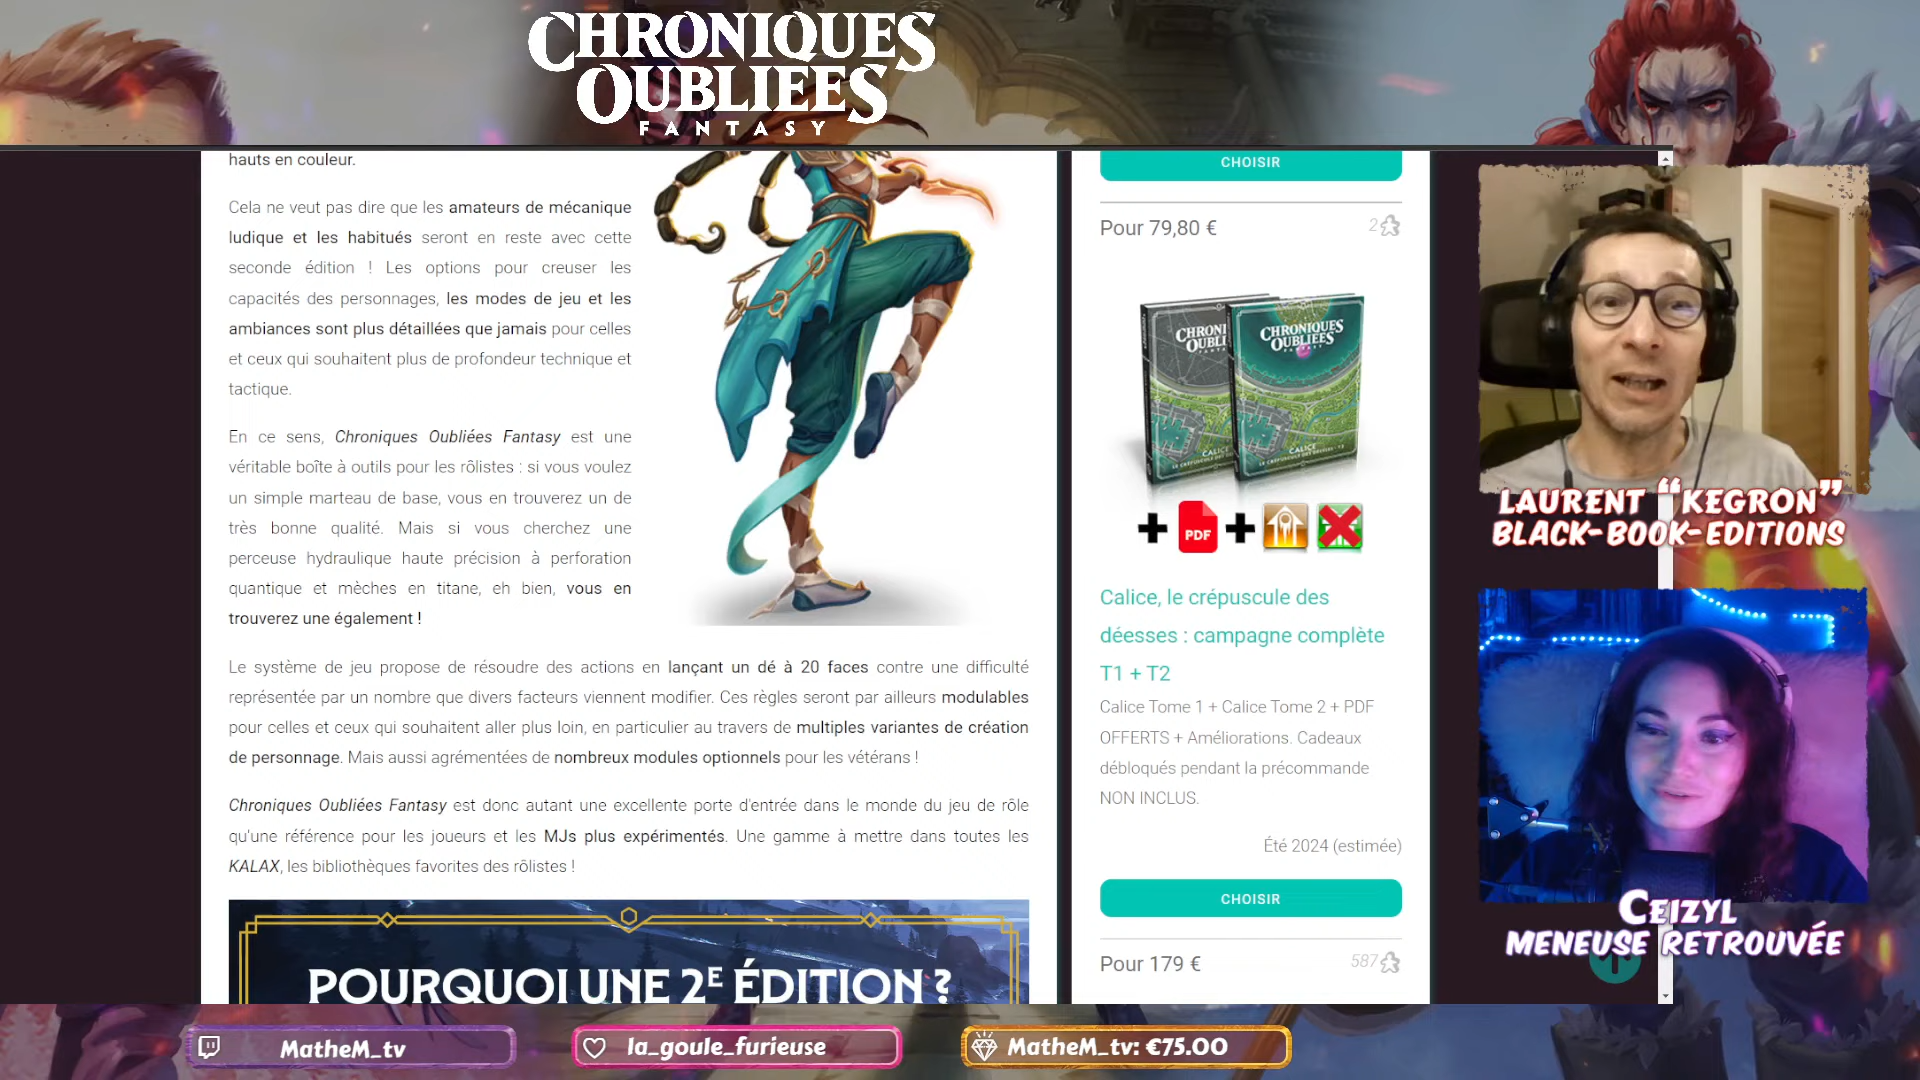 CHRONIQUES
OUBLIÉES
FANTASY
hauts en couleur.
Cela ne veut pas dire que les amateurs de mécanique
ludique et les habitués seront en reste avec cette
seconde édition ! Les options pour creuser les
capacités des personnages, les modes de jeu et les
ambiances sont plus détaillées que jamais pour celles
et ceux qui souhaitent plus de profondeur technique et
tactique.
En ce sens, Chroniques Oubliées Fantasy est une
véritable boîte à outils pour les rôlistes : si vous voulez
un simple marteau de base, vous en trouverez un de
très bonne qualité. Mais si vous cherchez une
perceuse hydraulique haute précision à perforation
quantique et mèches en titane, eh bien, vous en
trouverez une également !
Le système de jeu propose de résoudre des actions en lançant un dé à 20 faces contre une difficulté
représentée par un nombre que divers facteurs viennent modifier. Ces règles seront par ailleurs modulables
pour celles et ceux qui souhaitent aller plus loin, en particulier au travers de multiples variantes de création
de personnage. Mais aussi agrémentées de nombreux modules optionnels pour les vétérans !
Chroniques Oubliées Fantasy est donc autant une excellente porte d'entrée dans le monde du jeu de rôle
qu'une référence pour les joueurs et les MJs plus expérimentés. Une gamme à mettre dans toutes les
KALAX, les bibliothèques favorites des rôlistes !
POURQUOI UNE 2E ÉDITION ?
CHOISIR
Pour 79,80 €
2
CHRONI
OUBLI
CHRONIQUES
OUBLIÉES
CALICE
CALICE
PDF
Calice, le crépuscule des
déesses : campagne complète
T1 + T2
Calice Tome 1 + Calice Tome 2 + PDF
OFFERTS + Améliorations. Cadeaux
débloqués pendant la précommande
NON INCLUS.
Été 2024 (estimée)
CHOISIR
Pour 179 €
587
LAURENT “KEGRON”
BLACK-BOOK-EDITIONS
CEIZYL
MENEUSE RETROUVÉE
MatheM_tv
la_goule_furieuse
MatheM_tv: €75.00